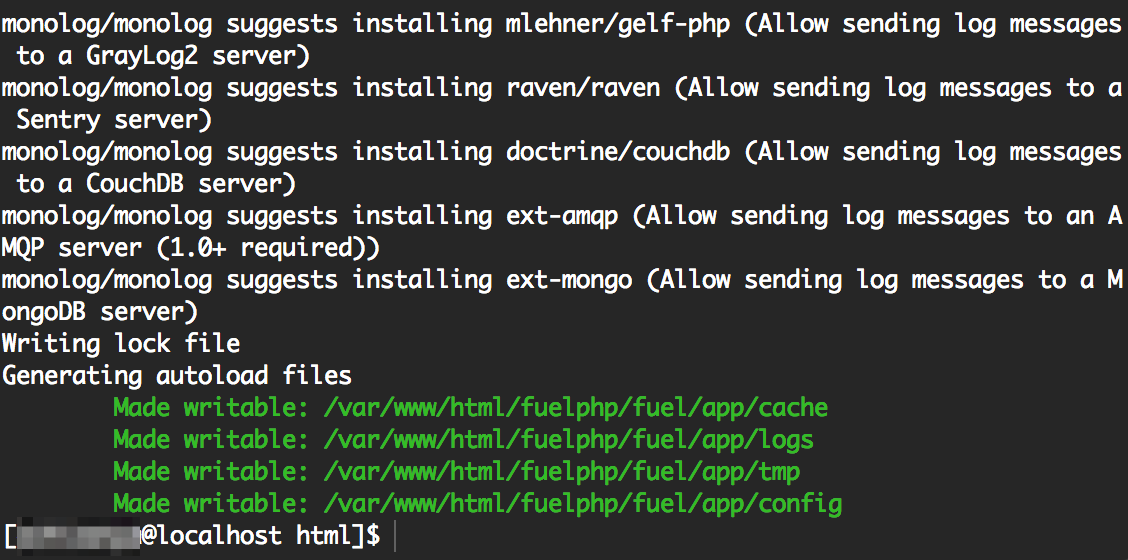 monolog/monolog suggests installing mlehner/gelf-php (Allow sending log messages
 to a GrayLog2 server)
monolog/monolog suggests installing raven/raven (Allow sending log messages to a
 Sentry server)
monolog/monolog suggests installing doctrine/couchdb (Allow sending log messages
 to a CouchDB server)
monolog/monolog suggests installing ext-amqp (Allow sending log messages to an A
MQP server (1.0+ required))
monolog/monolog suggests installing ext-mongo (Allow sending log messages to a M
ongoDB server)
Writing lock file
Generating autoload files
        Made writable: /var/www/html/fuelphp/fuel/app/cache
        Made writable: /var/www/html/fuelphp/fuel/app/logs
        Made writable: /var/www/html/fuelphp/fuel/app/tmp
        Made writable: /var/www/html/fuelphp/fuel/app/config
[@localhost html]$